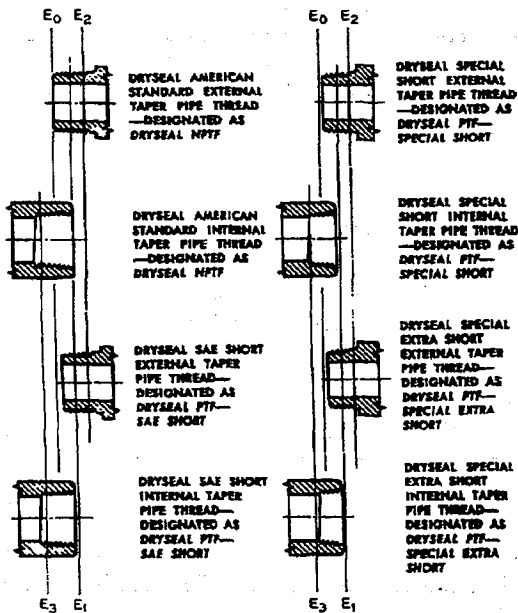 E₀ E₂
DRYSEAL AMERICAN
STANDARD EXTERNAL
TAPER PIPE THREAD
—DESIGNATED AS
DRYSEAL NPTF
DRYSEAL AMERICAN
STANDARD INTERNAL
TAPER PIPE THREAD
—DESIGNATED AS
DRYSEAL NPTF
DRYSEAL SAE SHORT
EXTERNAL TAPER
PIPE THREAD—
DESIGNATED AS
DRYSEAL PTF—
SAE SHORT
DRYSEAL SAE SHORT
INTERNAL TAPER
PIPE THREAD—
DESIGNATED AS
DRYSEAL PTF—
SAE SHORT
E₃ E₁
E₀ E₂
DRYSEAL SPECIAL
SHORT EXTERNAL
TAPER PIPE THREAD
—DESIGNATED AS
DRYSEAL PTF—
SPECIAL SHORT
DRYSEAL SPECIAL
SHORT INTERNAL
TAPER PIPE THREAD
—DESIGNATED AS
DRYSEAL PTF—
SPECIAL SHORT
DRYSEAL SPECIAL
EXTRA SHORT
EXTERNAL TAPER
PIPE THREAD—
DESIGNATED AS
DRYSEAL PTF—
SPECIAL EXTRA
SHORT
DRYSEAL SPECIAL
EXTRA SHORT
INTERNAL TAPER
PIPE THREAD—
DESIGNATED AS
DRYSEAL PTF—
SPECIAL EXTRA
SHORT
E₃ E₁